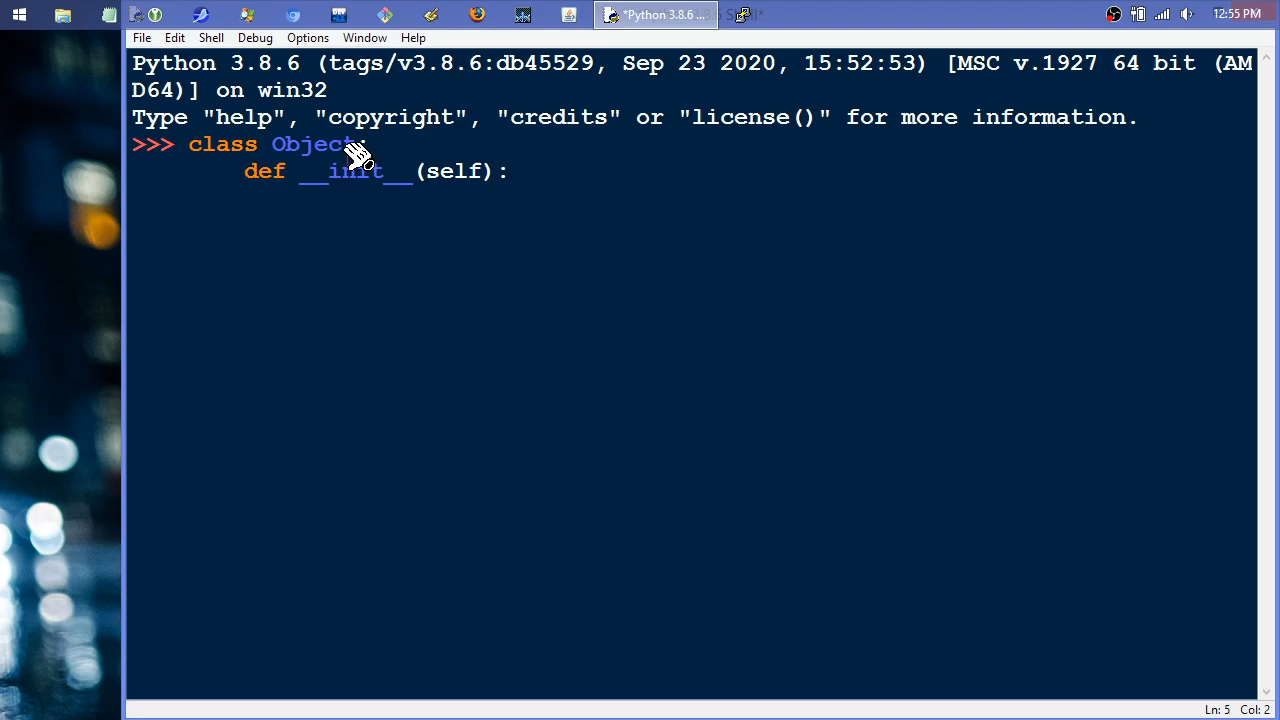 *Python 3.8.6 ...
12:55 PM
File Edit Shell Debug Options Window Help
Python 3.8.6 (tags/v3.8.6:db45529, Sep 23 2020, 15:52:53) [MSC v.1927 64 bit (AM
D64)] on win32
Type "help", "copyright", "credits" or "license()" for more information.
>>> class Object:
def __init__(self):
Ln: 5 Col: 2